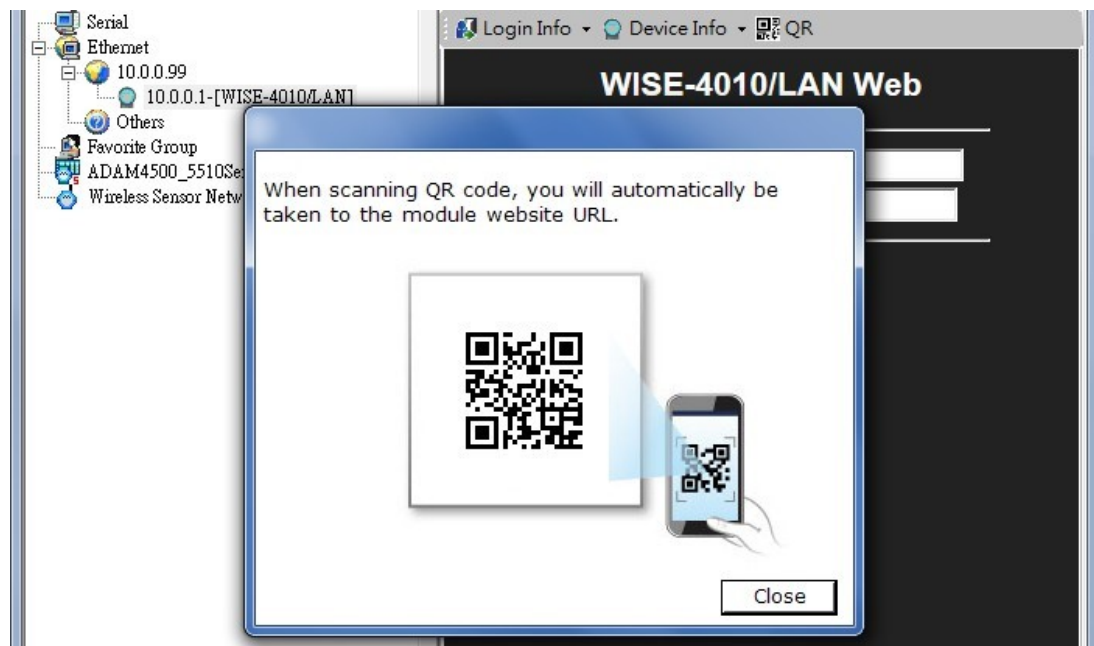 Serial
Ethernet
10.0.0.99
10.0.0.1-[WISE-4010/LAN]
Others
Favorite Group
ADAM4500_5510Se
Wireless Sensor Netw
Login Info
Device Info
QR
WISE-4010/LAN Web
When scanning QR code, you will automatically be
taken to the module website URL.
Close